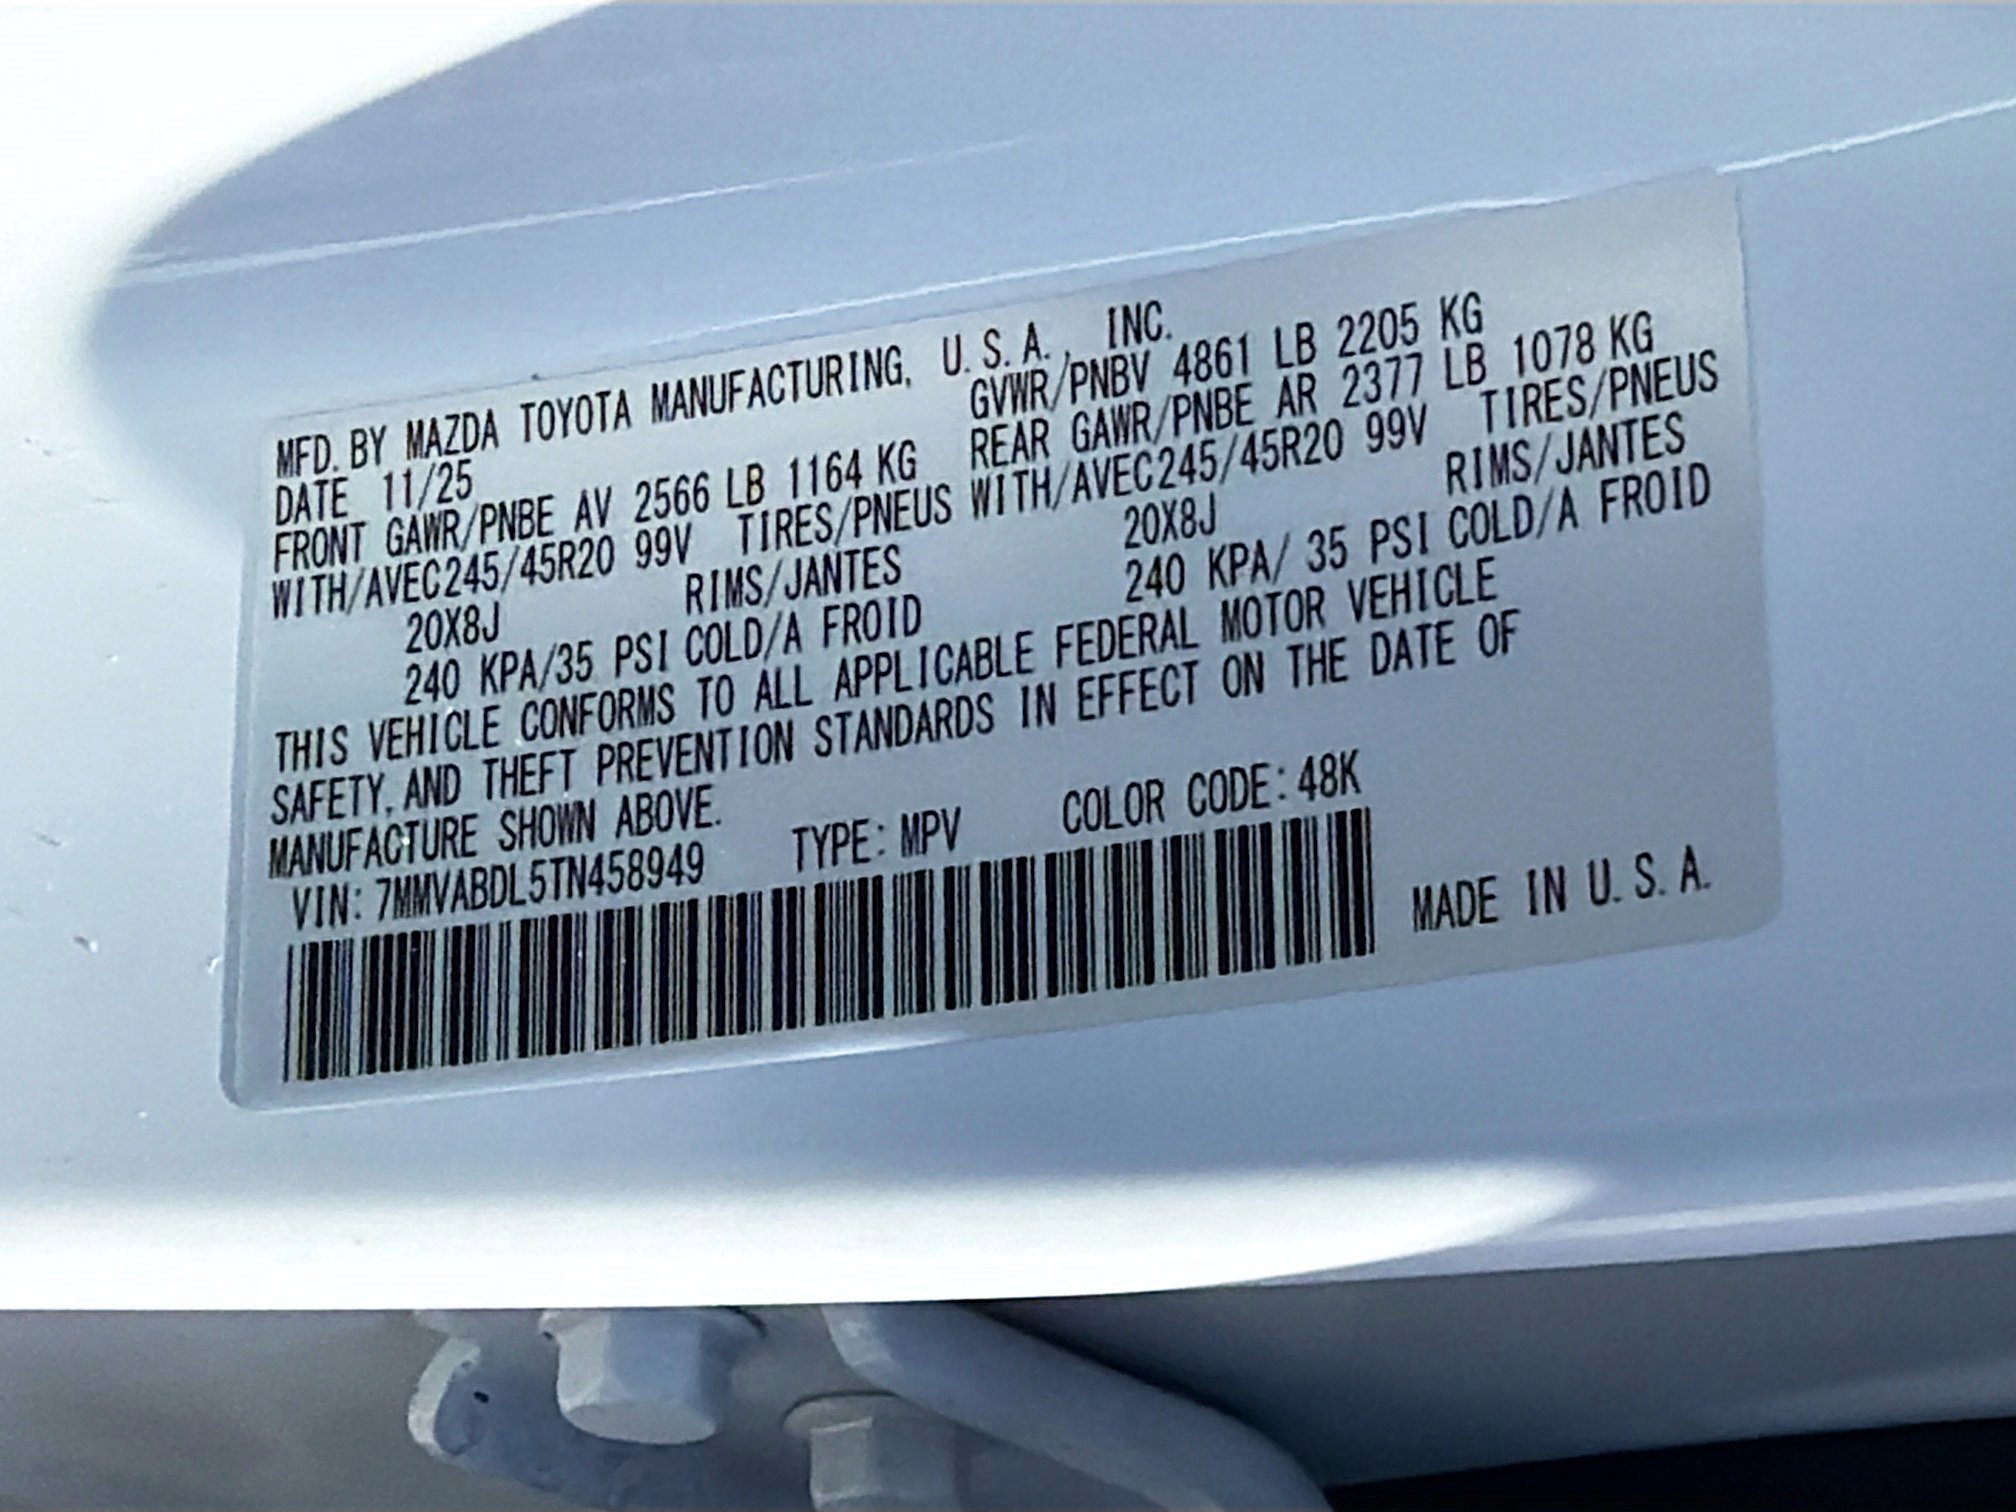 MFD. BY MAZDA TOYOTA MANUFACTURING, U.S.A., INC.
DATE 11/25 GVWR/PNBV 4861 LB 2205 KG
FRONT GAWR/PNBE AV 2566 LB 1164 KG REAR GAWR/PNBE AR 2377 LB 1078 KG
WITH/AVEC245/45R20 99V TIRES/PNEUS WITH/AVEC245/45R20 99V TIRES/PNEUS
20X8J RIMS/JANTES 20X8J RIMS/JANTES
240 KPA/35 PSI COLD/A FROID 240 KPA/ 35 PSI COLD/A FROID
THIS VEHICLE CONFORMS TO ALL APPLICABLE FEDERAL MOTOR VEHICLE
SAFETY, AND THEFT PREVENTION STANDARDS IN EFFECT ON THE DATE OF
MANUFACTURE SHOWN ABOVE.
VIN: 7MMVABDL5TN458949 TYPE: MPV COLOR CODE: 48K
MADE IN U.S.A.